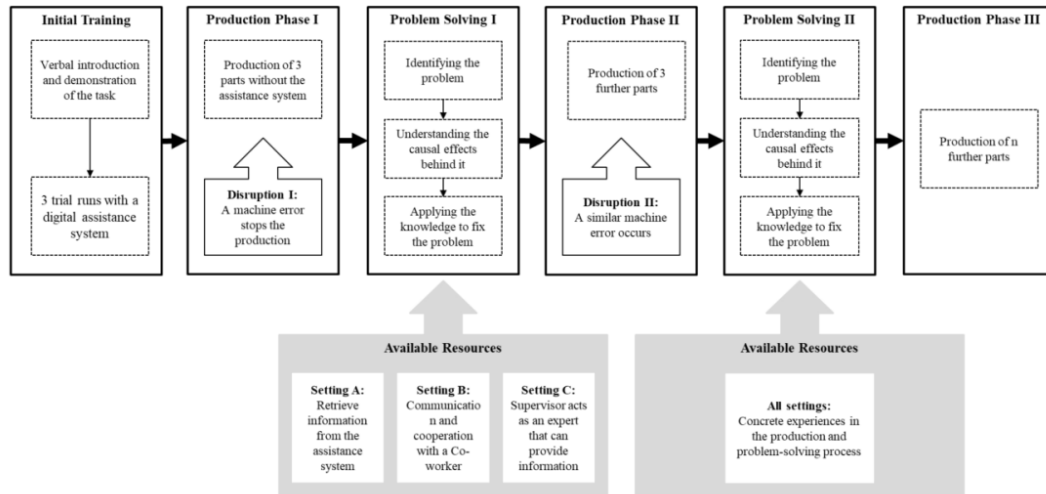 Initial Training
Verbal introduction
and demonstration
of the task
3 trial runs with a
digital assistance
system
Production Phase I
Production of 3
parts without the
assistance system
Disruption I:
A machine error
stops the
production
Problem Solving I
Identifying the
problem
Understanding the
causal effects
behind it
Applying the
knowledge to fix
the problem
Production Phase II
Production of 3
further parts
Disruption II:
A similar machine
error occurs
Problem Solving II
Identifying the
problem
Understanding the
causal effects
behind it
Applying the
knowledge to fix
the problem
Production Phase III
Production of n
further parts
Available Resources
Setting A:
Retrieve
information
from the
assistance
system
Setting B:
Communicatio
n and
cooperation
with a Co-
worker
Setting C:
Supervisor acts
as an expert
that can
provide
information
Available Resources
All settings:
Concrete experiences in
the production and
problem-solving process